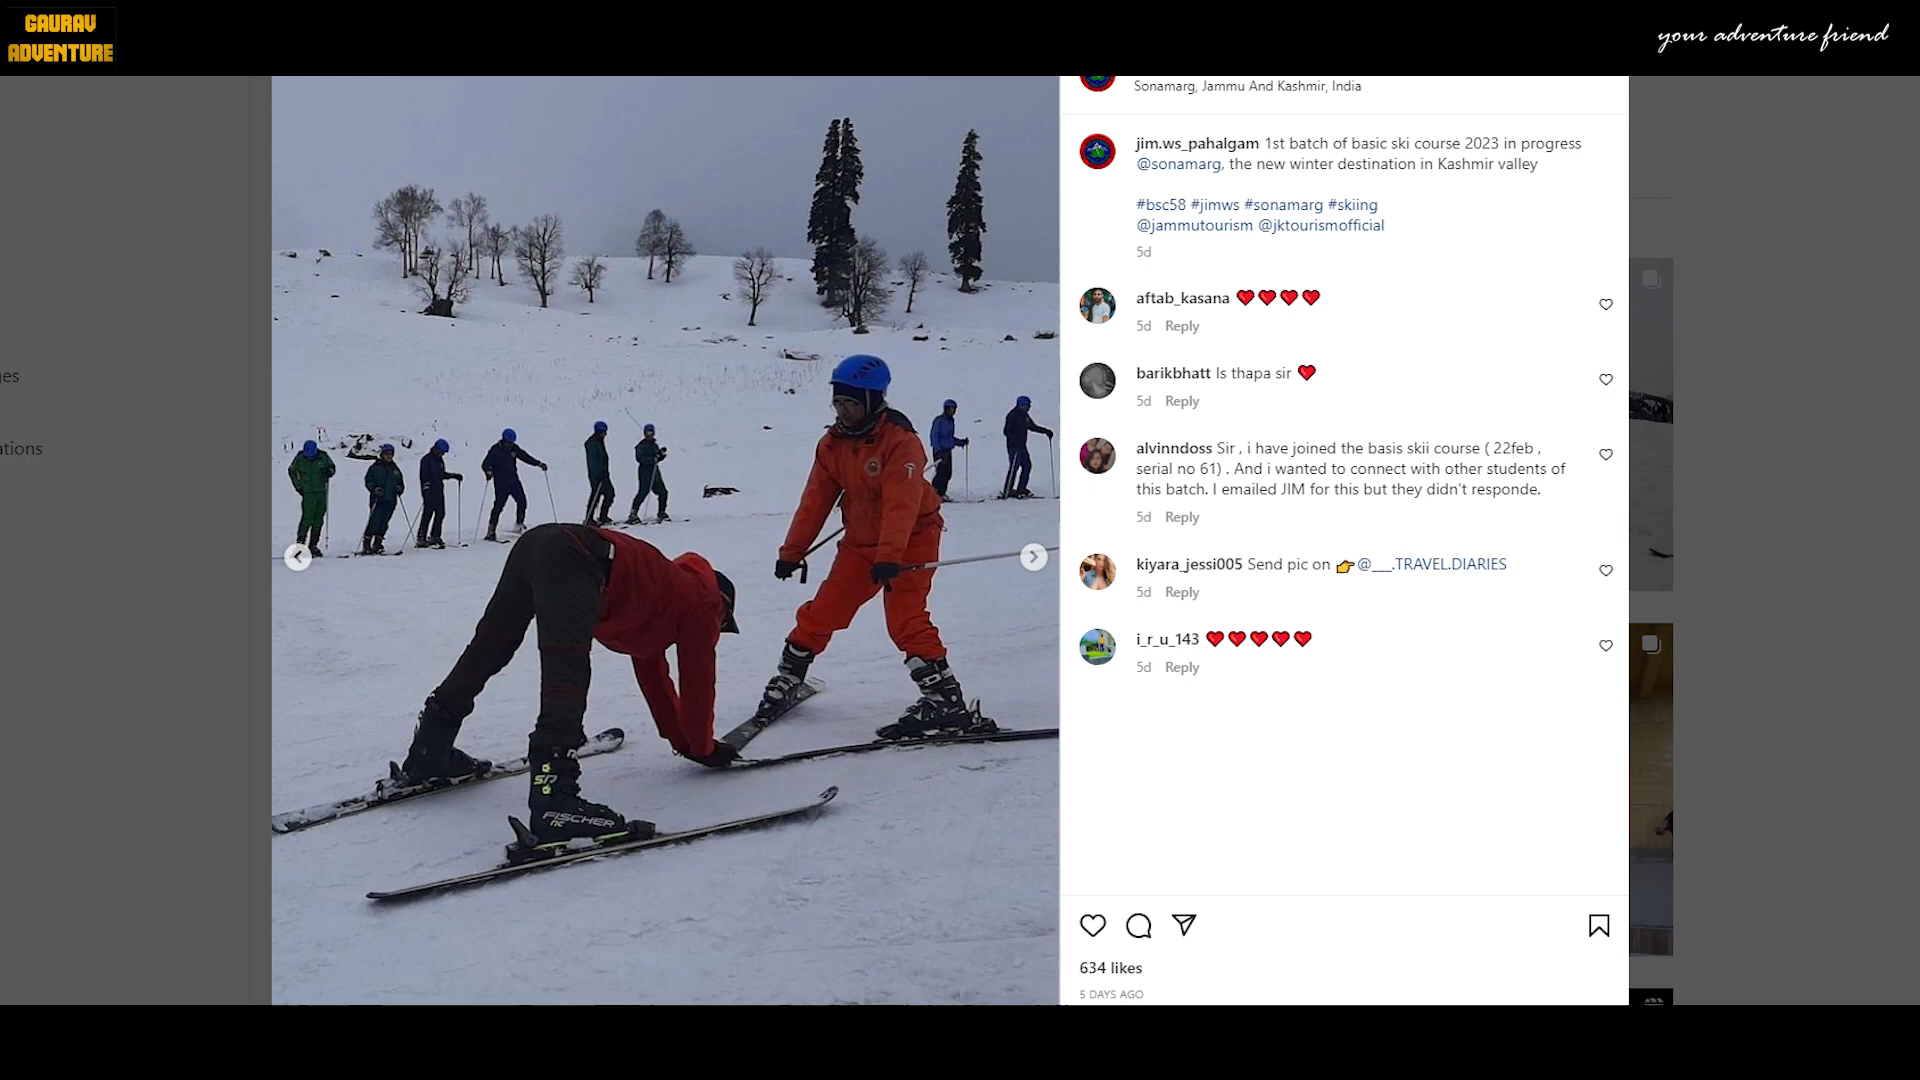 GAURAV
ADVENTURE
your adventure friend
Sonamarg, Jammu And Kashmir, India
jim.ws_pahalgam 1st batch of basic ski course 2023 in progress
@sonamarg, the new winter destination in Kashmir valley
#bsc58 #jimws #sonamarg #skiing
@jammutourism @jktourismofficial
5d
aftab_kasana ❤️❤️❤️❤️
5d Reply
barikbhatt Is thapa sir ❤️
5d Reply
alvinndoss Sir , i have joined the basis skii course ( 22feb ,
serial no 61) . And i wanted to connect with other students of
this batch. I emailed JIM for this but they didn't responde.
5d Reply
kiyara_jessi005 Send pic on 👉@___.TRAVEL.DIARIES
5d Reply
i_r_u_143 ❤️❤️❤️❤️❤️
5d Reply
634 likes
5 DAYS AGO
FISCHER